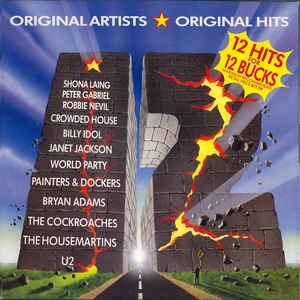 ORIGINAL ARTISTS ★ ORIGINAL HITS
12 HITS
FOR
12 BUCKS
SHONA LAING
PETER GABRIEL
ROBBIE NEVIL
CROWDED HOUSE
BILLY IDOL
JANET JACKSON
WORLD PARTY
PAINTERS & DOCKERS
BRYAN ADAMS
THE COCKROACHES
THE HOUSEMARTINS
U2